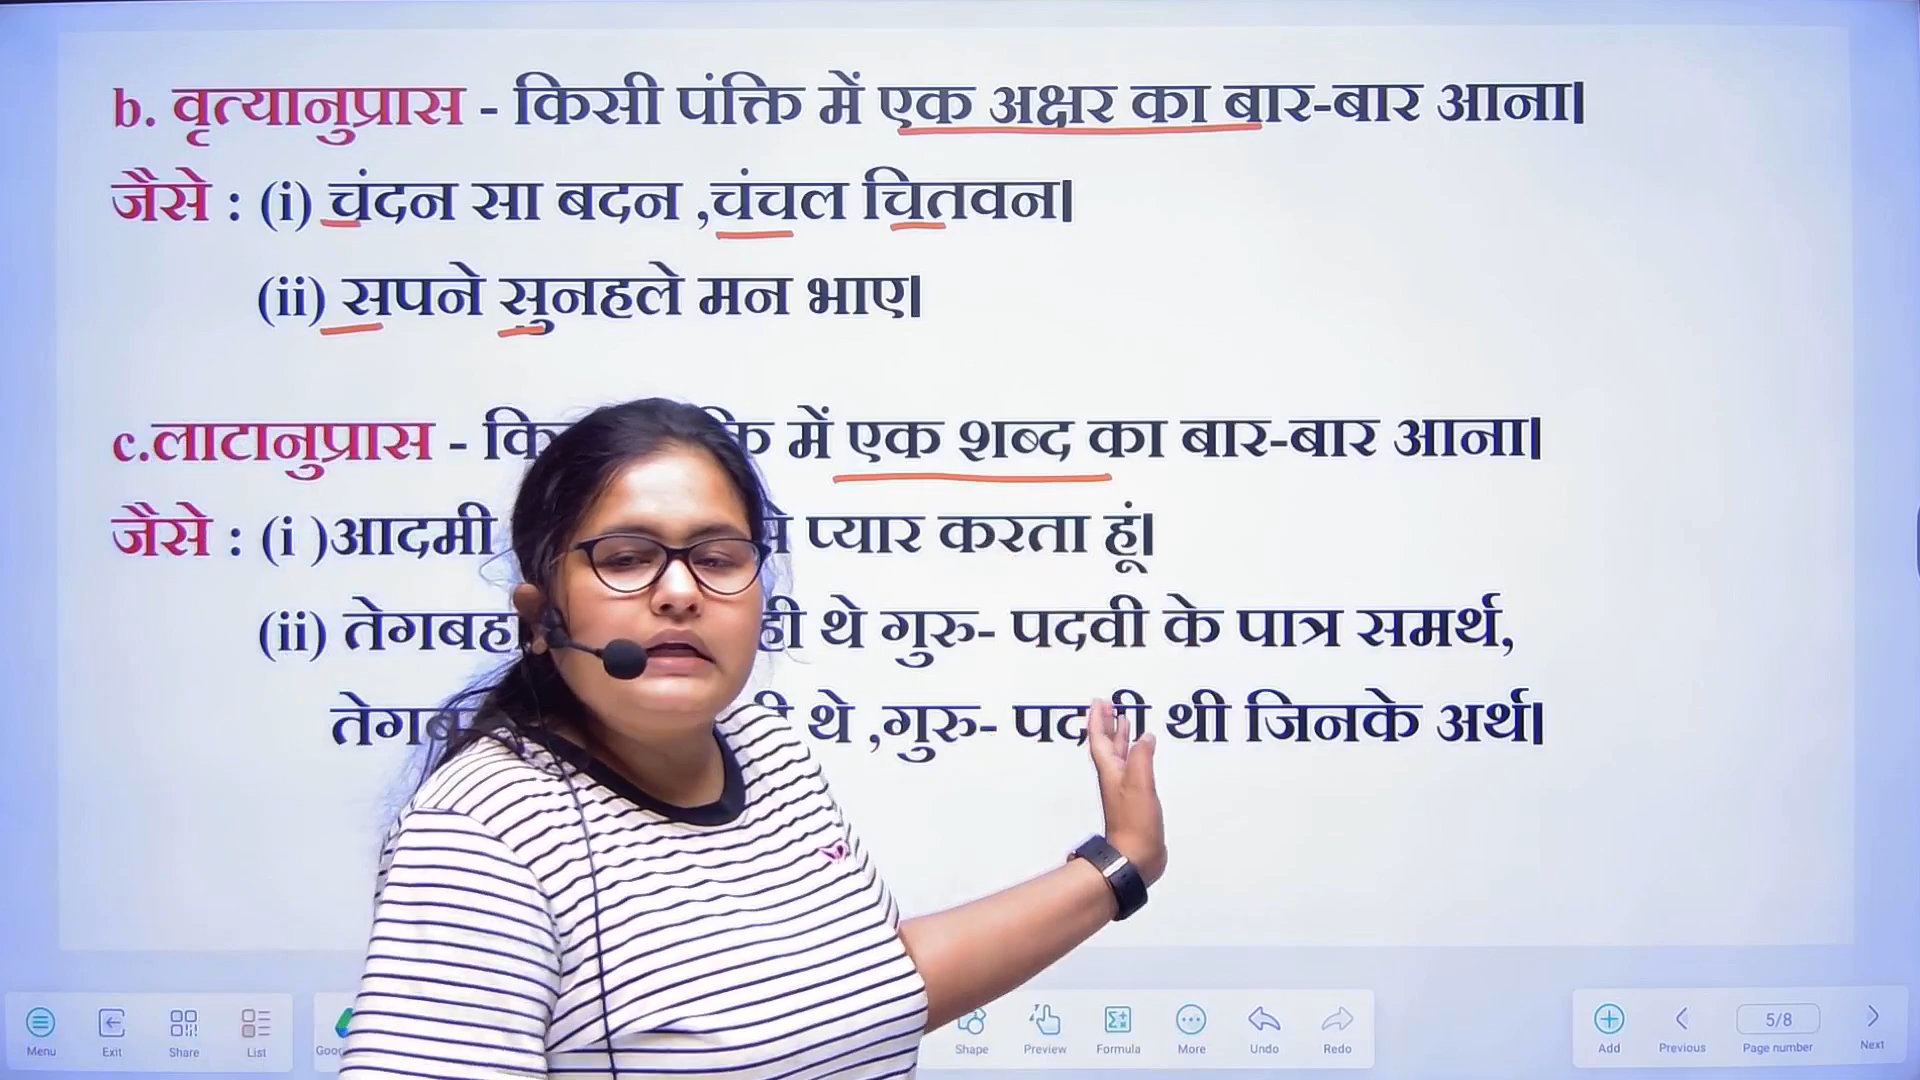 b. वृत्यानुप्रास - किसी पंक्ति में एक अक्षर का बार-बार आना।
जैसे : (i) चंदन सा बदन ,चंचल चितवन।
(ii) सपने सुनहले मन भाए।
c.लाटानुप्रास - में एक शब्द का बार-बार आना।
जैसे : (i )आदमी प्यार करता हूं।
(ii) ही थे गुरु- पदवी के पात्र समर्थ,
थे ,गुरु- पदवी थी जिनके अर्थ।
Menu Exit Share List Shape Preview Formula More Undo Redo Add Previous 5/8 Page number Next